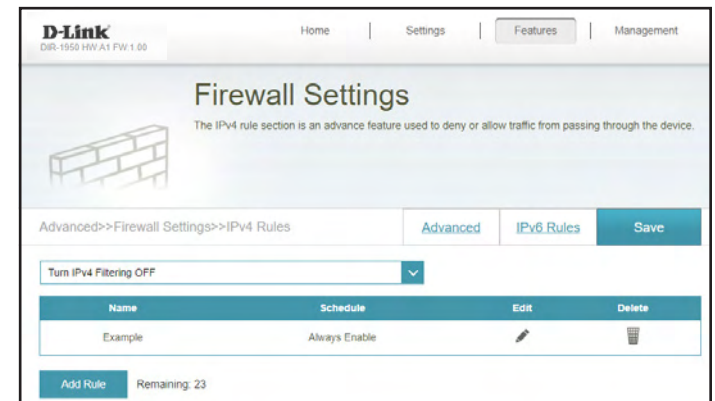 D-Link
DIR-1950 HW:A1 FW:1.00
Home | Settings | Features | Management
Firewall Settings
The IPv4 rule section is an advance feature used to deny or allow traffic from passing through the device.
Advanced>>Firewall Settings>>IPv4 Rules Advanced IPv6 Rules Save
Turn IPv4 Filtering OFF
Name Schedule Edit Delete
Example Always Enable
Add Rule Remaining: 23